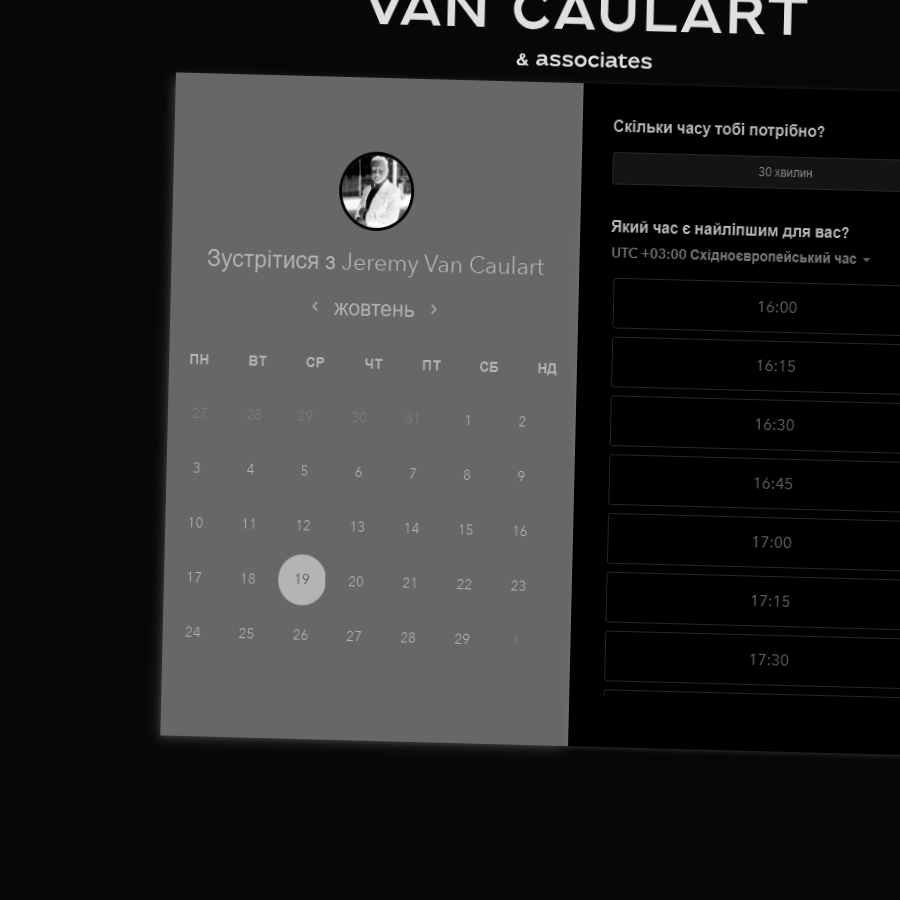 VAN CAULART
& associates
Зустрітися з Jeremy Van Caulart
‹ жовтень ›
ПН ВТ СР ЧТ ПТ СБ НД
27 28 29 30 31 1 2
3 4 5 6 7 8 9
10 11 12 13 14 15 16
17 18 19 20 21 22 23
24 25 26 27 28 29 1
Скільки часу тобі потрібно?
30 хвилин
Який час є найліпшим для вас?
UTC +03:00 Східноєвропейський час
16:00
16:15
16:30
16:45
17:00
17:15
17:30